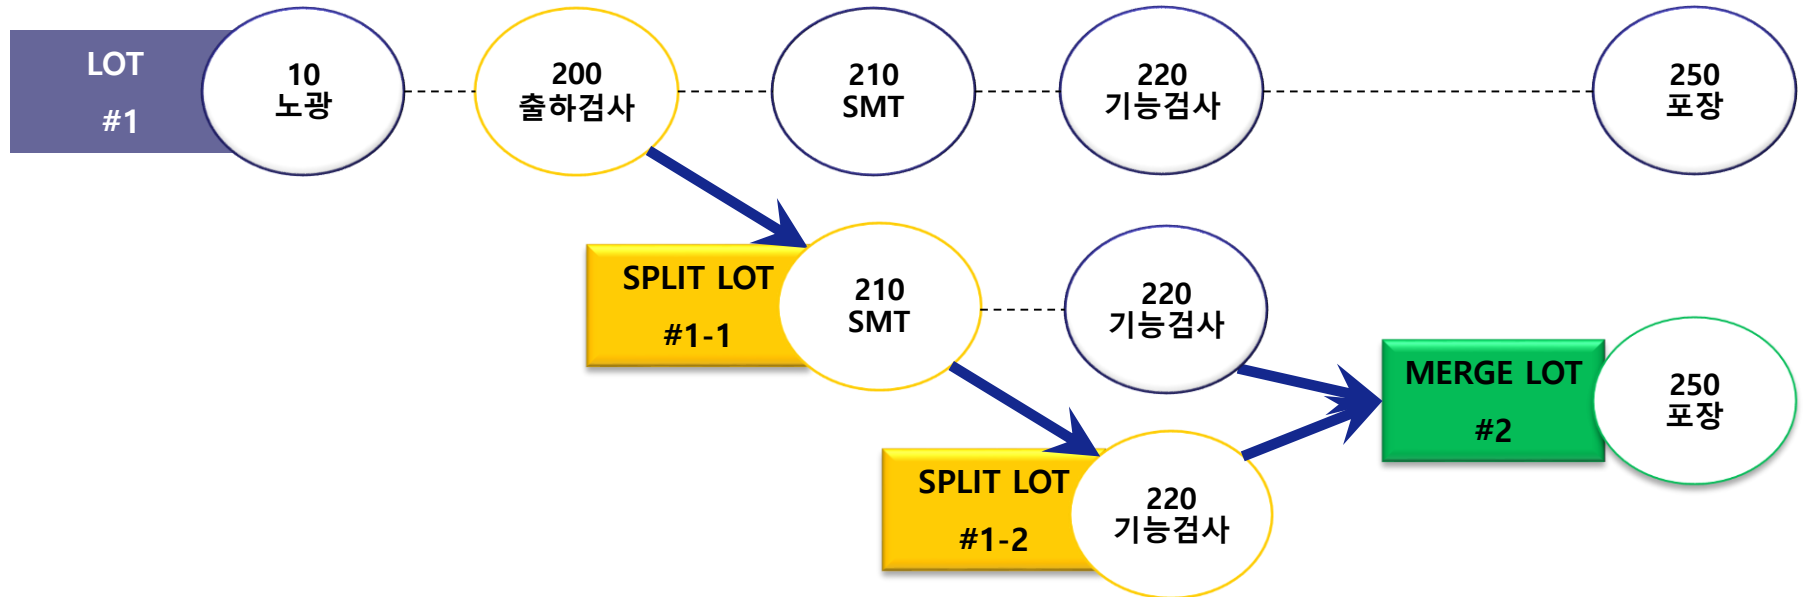 LOT
#1
10
노광
200
출하검사
210
SMT
220
기능검사
250
포장
SPLIT LOT
#1-1
210
SMT
220
기능검사
MERGE LOT
#2
250
포장
SPLIT LOT
#1-2
220
기능검사